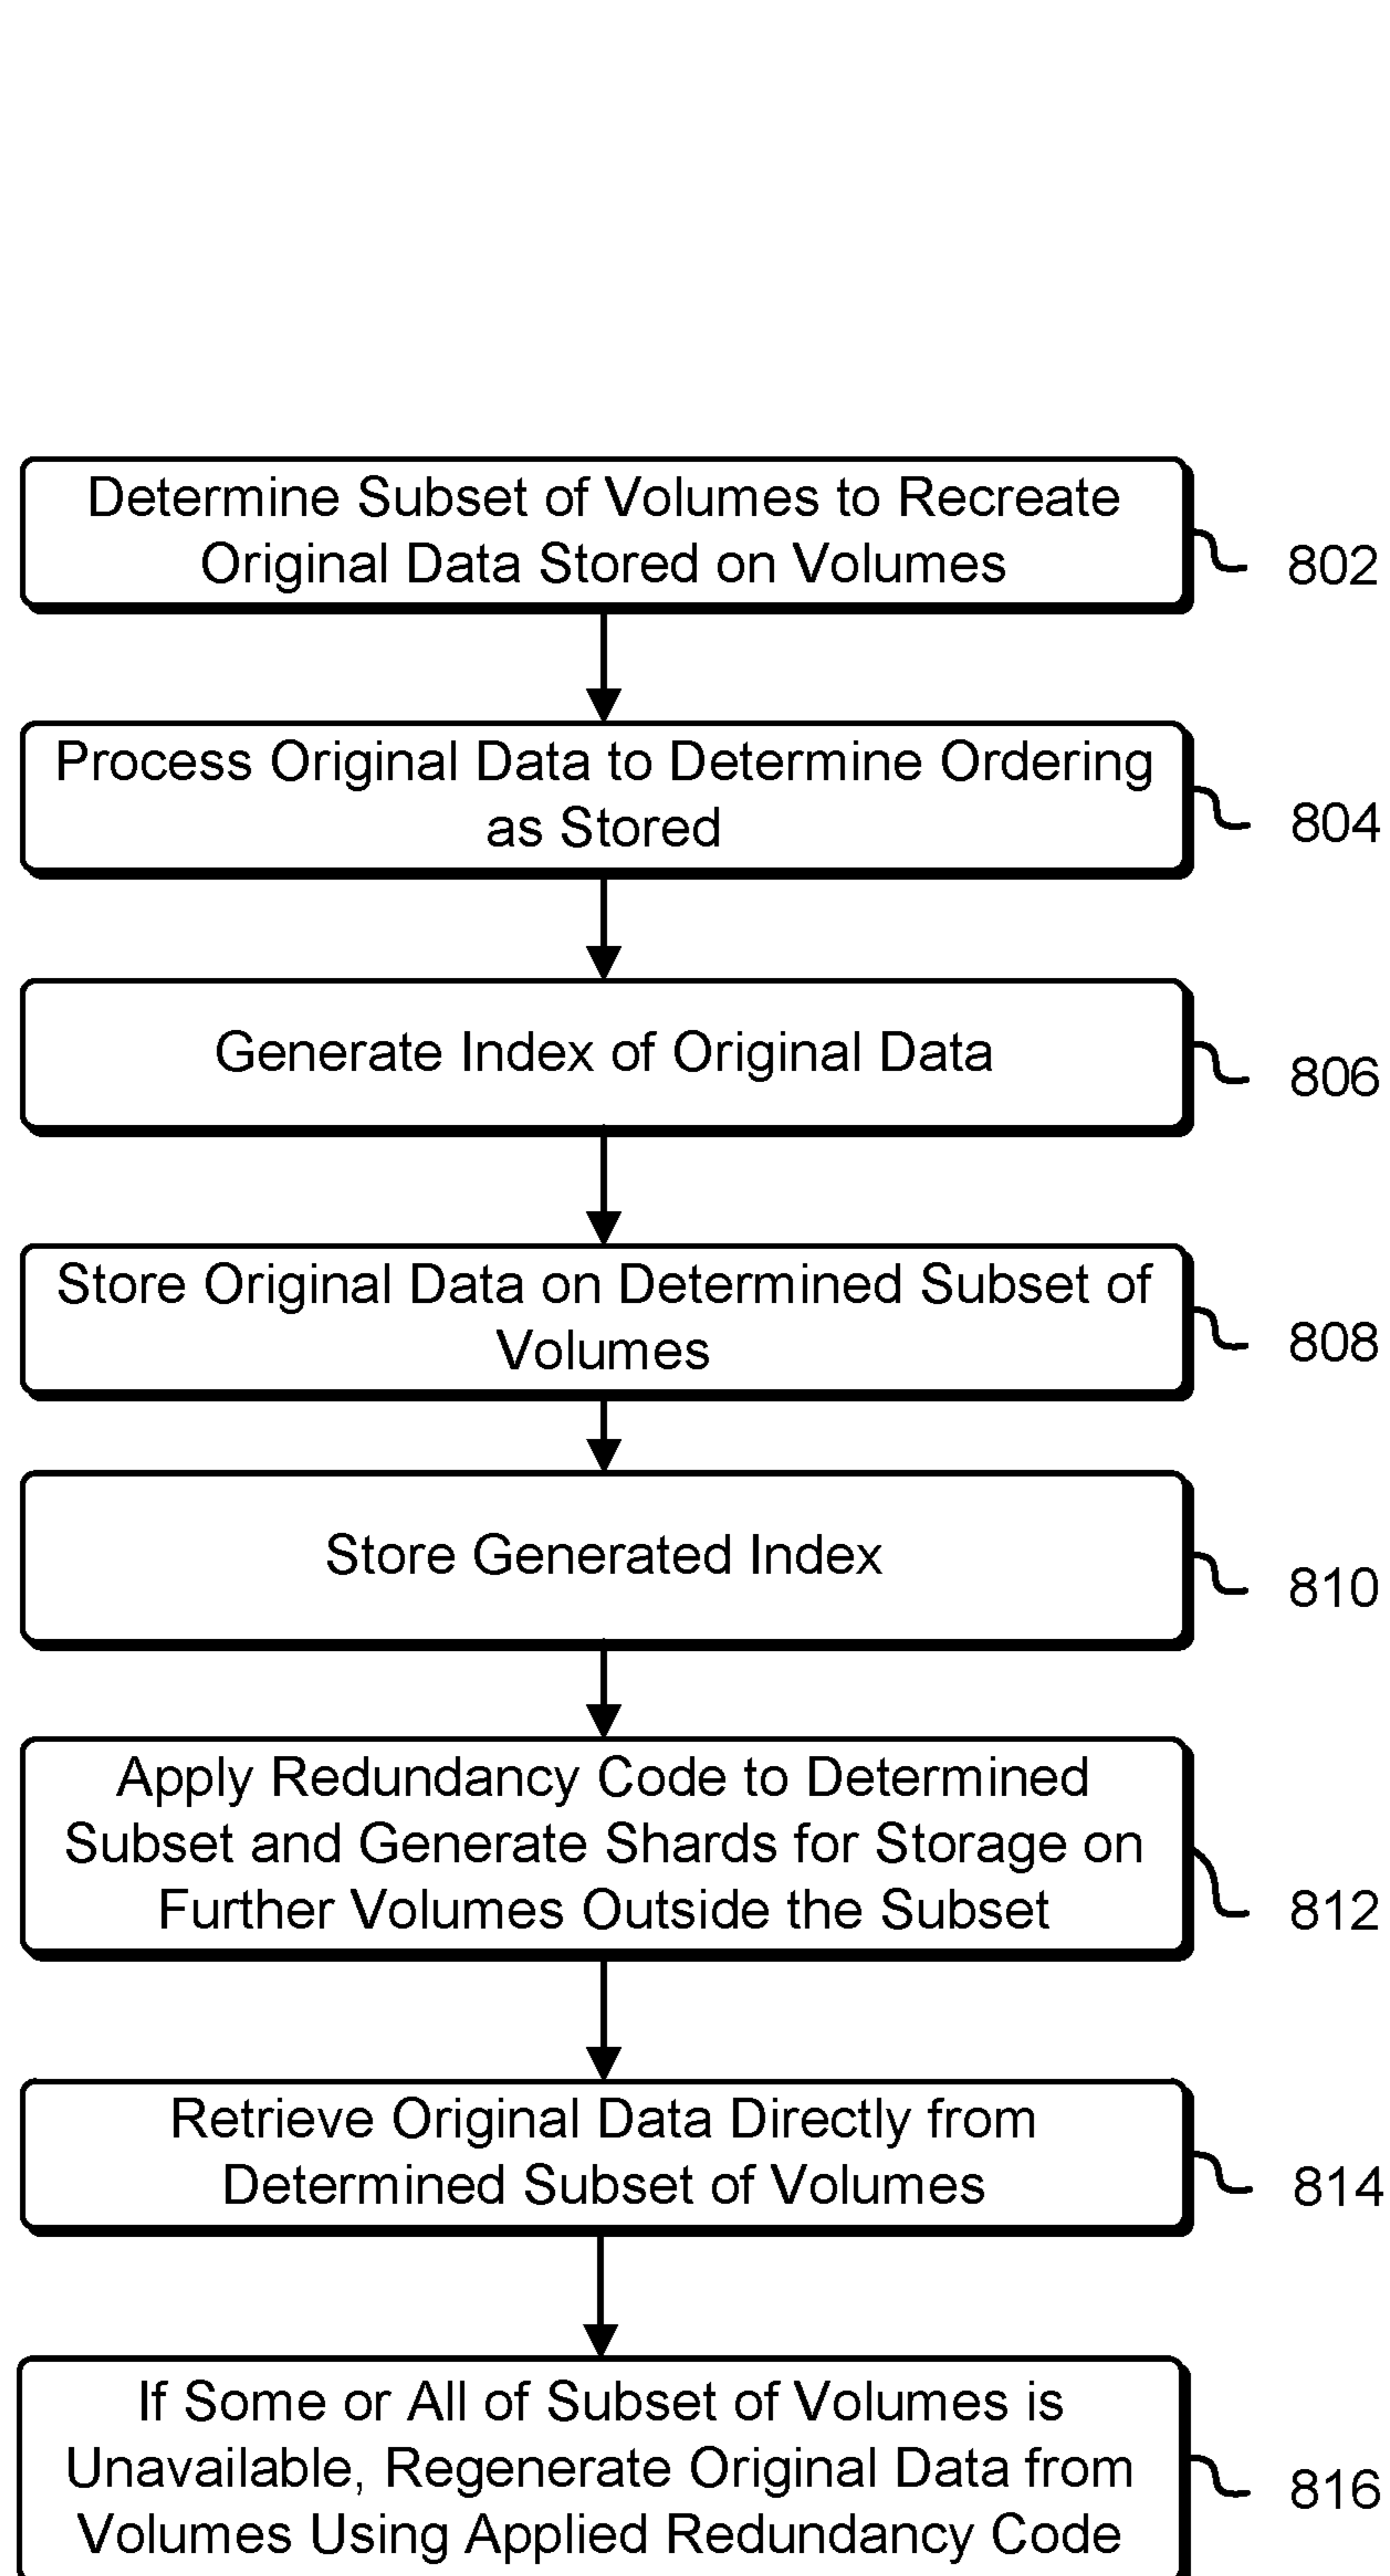 Determine Subset of Volumes to Recreate
Original Data Stored on Volumes
802
Process Original Data to Determine Ordering
as Stored
804
Generate Index of Original Data
806
Store Original Data on Determined Subset of
Volumes
808
Store Generated Index
810
Apply Redundancy Code to Determined
Subset and Generate Shards for Storage on
Further Volumes Outside the Subset
812
Retrieve Original Data Directly from
Determined Subset of Volumes
814
If Some or All of Subset of Volumes is
Unavailable, Regenerate Original Data from
Volumes Using Applied Redundancy Code
816